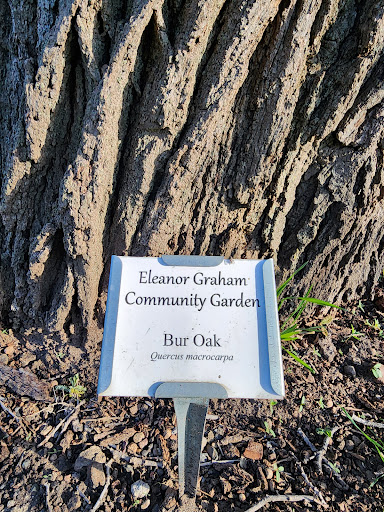 Eleanor Graham
Community Garden
Bur Oak
Quercus macrocarpa